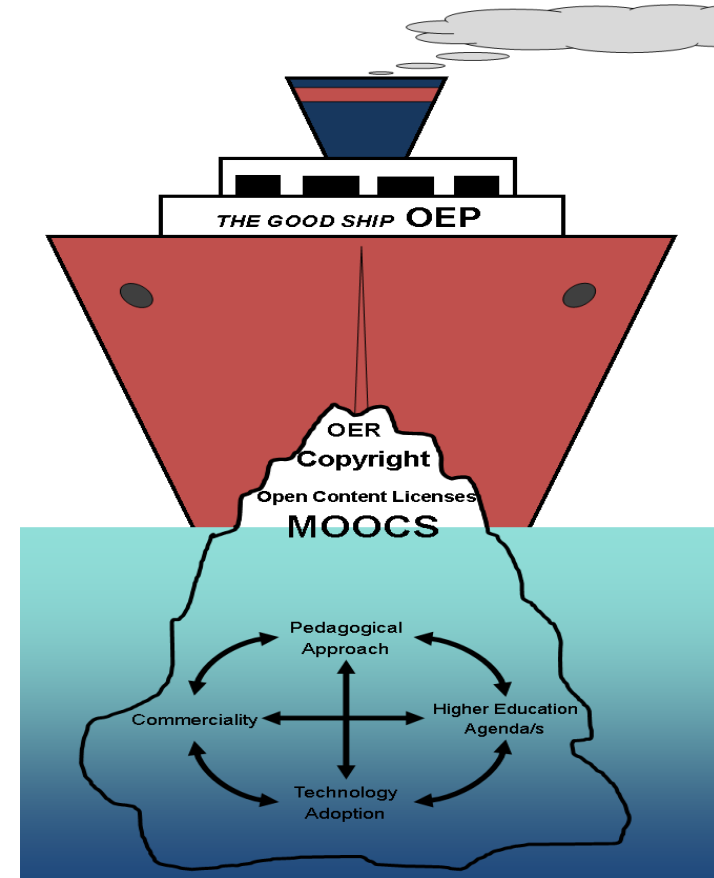 THE GOOD SHIP OEP
OER
Copyright
Open Content Licenses
MOOCS
Pedagogical
Approach
Commerciality
Higher Education
Agenda/s
Technology
Adoption